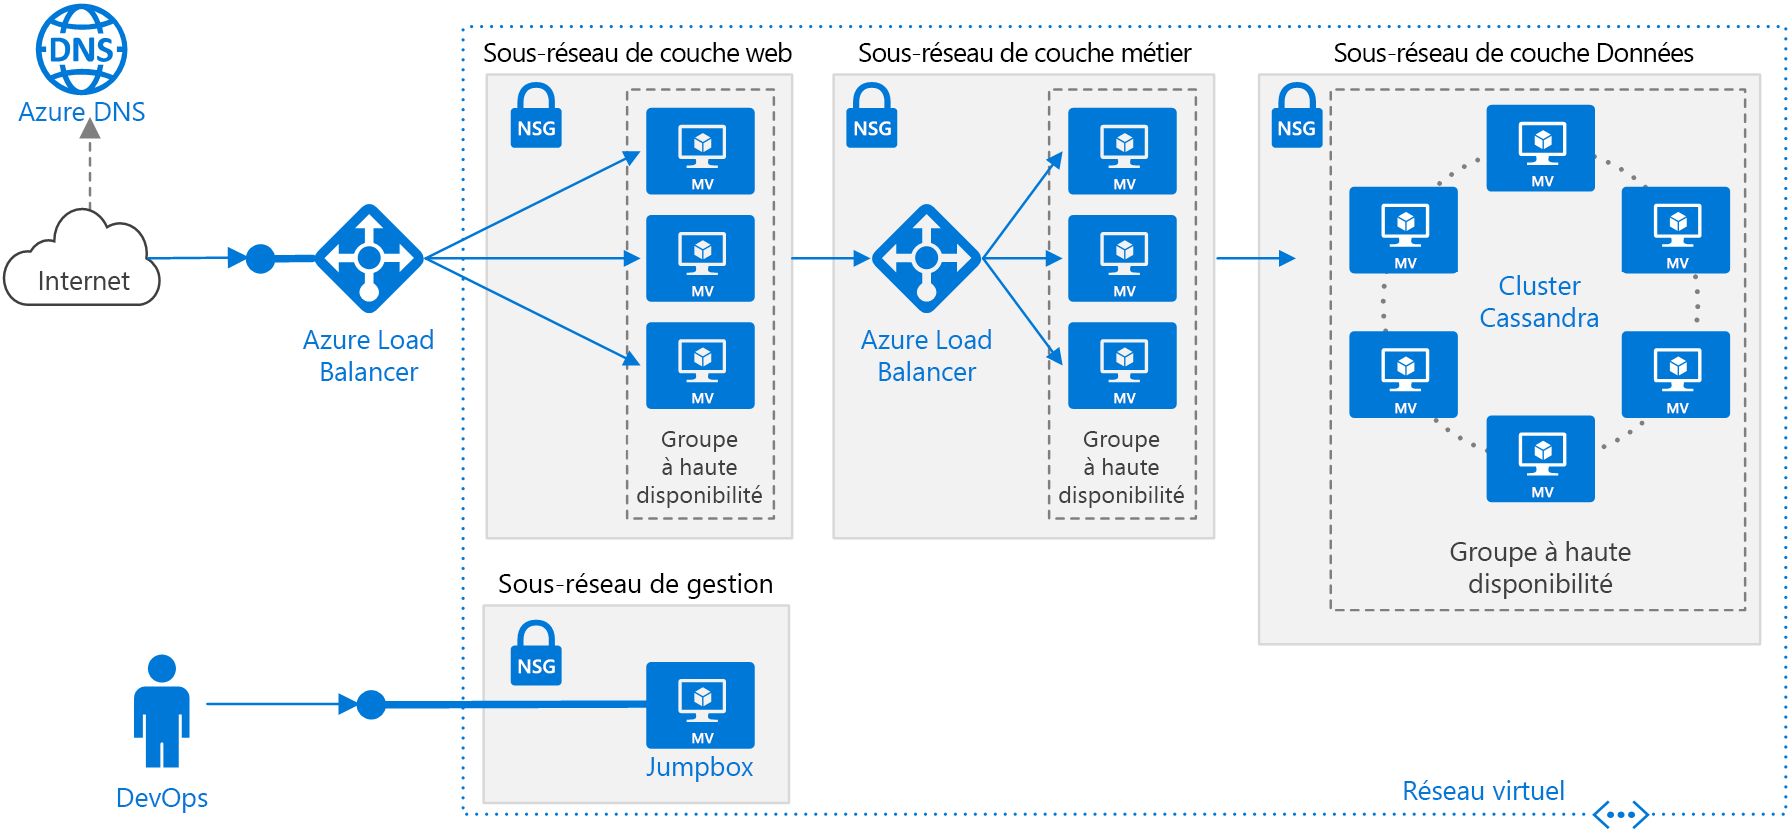 DNS
Azure DNS
Internet
Azure Load
Balancer
Sous-réseau de couche web
NSG
MV
MV
MV
Groupe
à haute
disponibilité
Sous-réseau de couche métier
NSG
Azure Load
Balancer
MV
MV
MV
Groupe
à haute
disponibilité
Sous-réseau de couche Données
NSG
MV
MV
MV
Cluster
Cassandra
MV
MV
MV
Groupe à haute
disponibilité
Sous-réseau de gestion
NSG
MV
Jumpbox
DevOps
Réseau virtuel